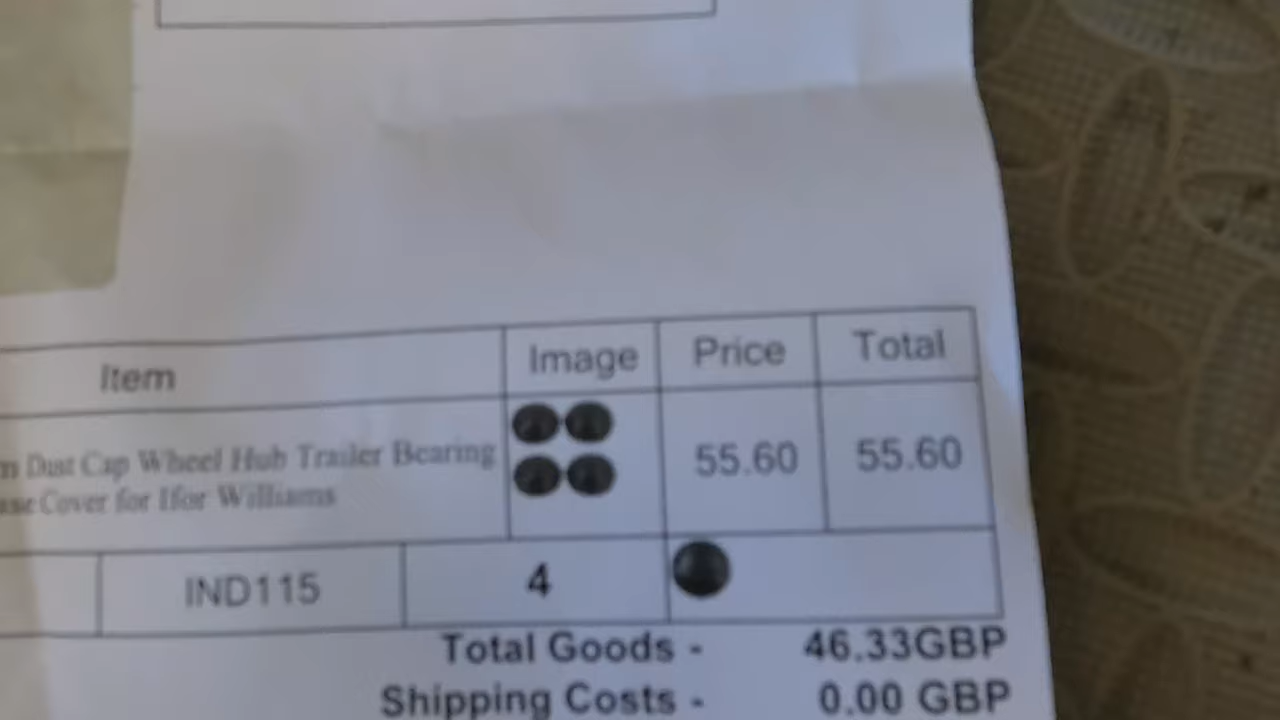 Item Image Price Total
Dust Cap Wheel Hub Trailer Bearing 55.60 55.60
Cover for Ifor Williams
IND115 4
Total Goods - 46.33GBP
Shipping Costs - 0.00 GBP